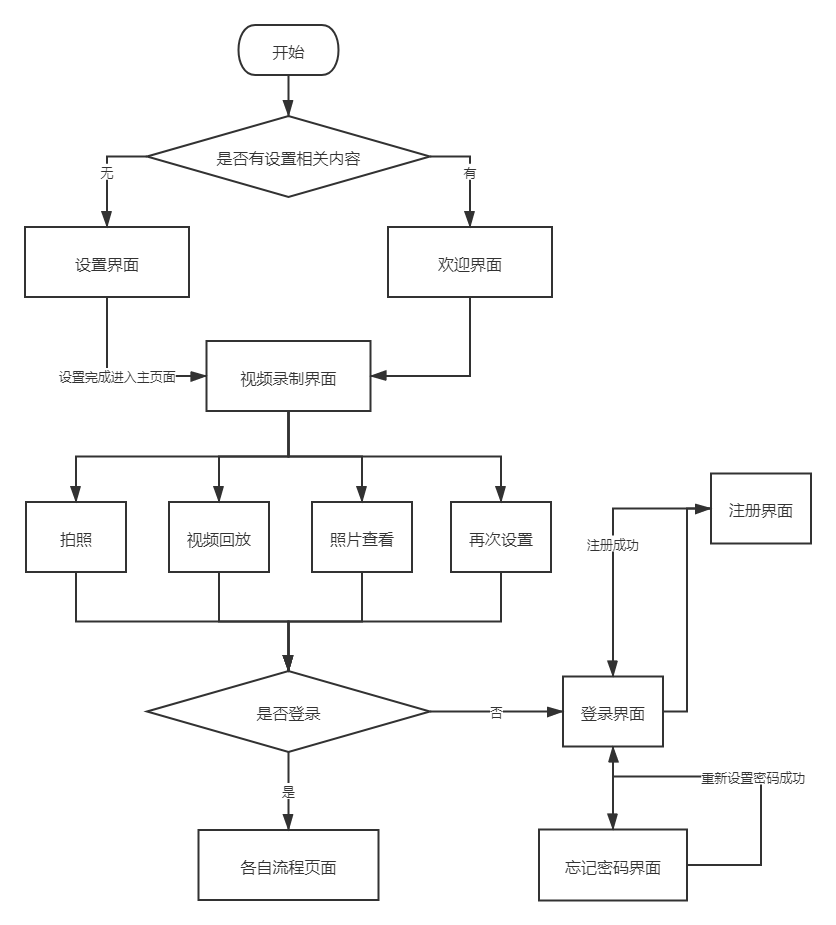 开始
是否有设置相关内容
无
有
设置界面
欢迎界面
设置完成进入主页面
视频录制界面
拍照
视频回放
照片查看
再次设置
注册界面
注册成功
是否登录
否
登录界面
是
重新设置密码成功
各自流程页面
忘记密码界面